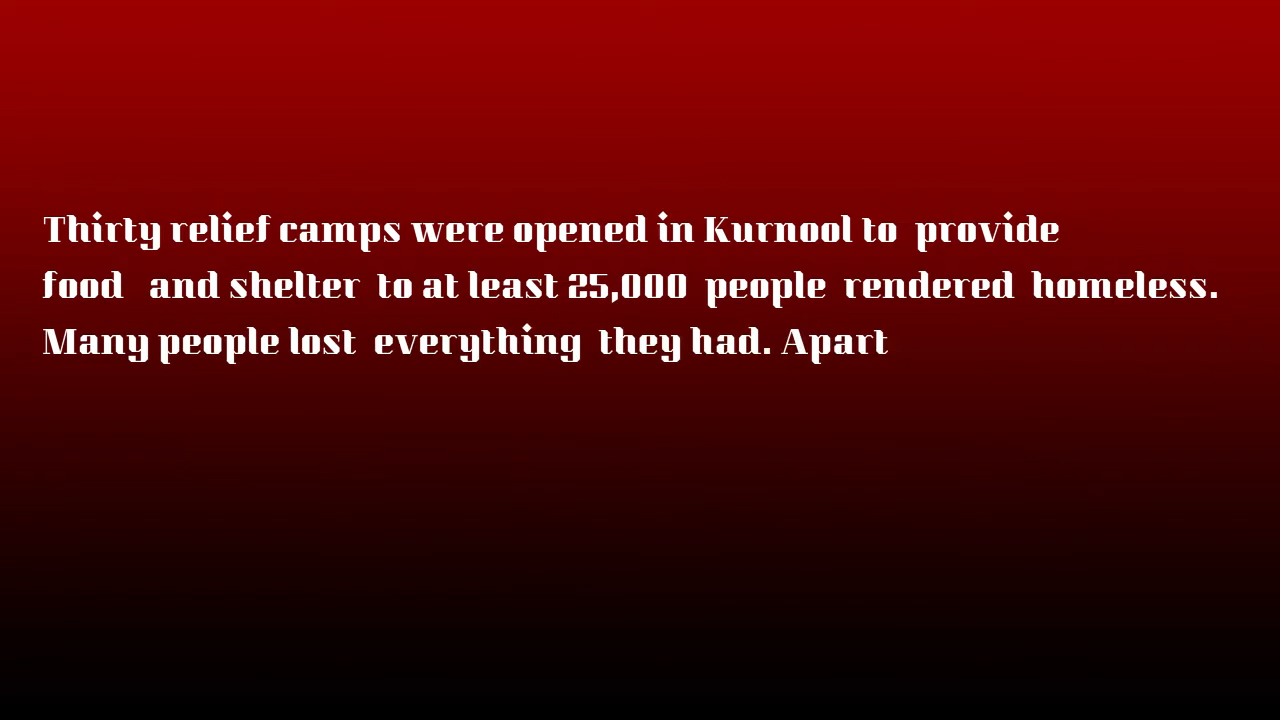 Thirty relief camps were opened in Kurnool to provide
food and shelter to at least 25,000 people rendered homeless.
Many people lost everything they had. Apart